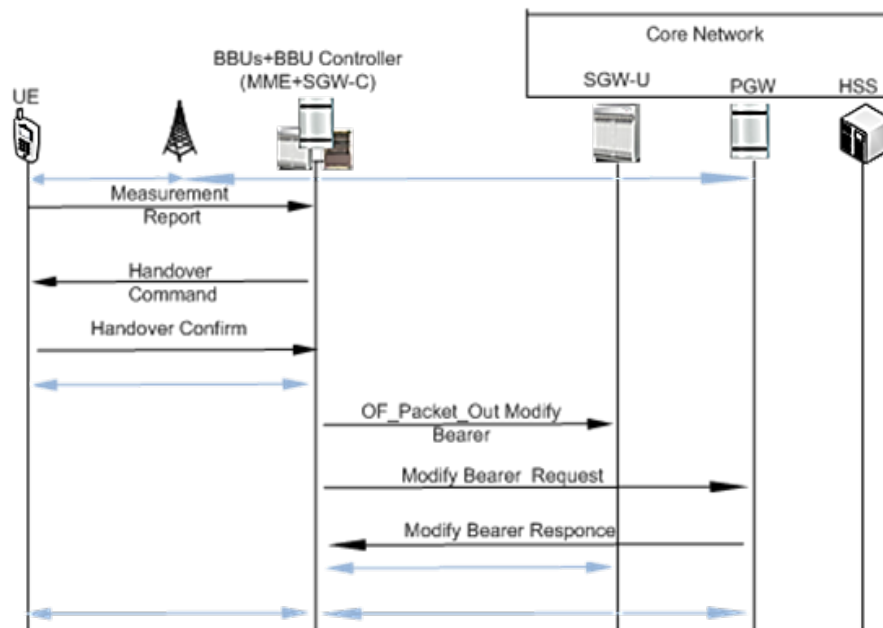 Core Network
BBUs+BBU Controller
(MME+SGW-C)
SGW-U
PGW
HSS
UE
Measurement
Report
Handover
Command
Handover Confirm
OF_Packet_Out Modify
Bearer
Modify Bearer Request
Modify Bearer Responce